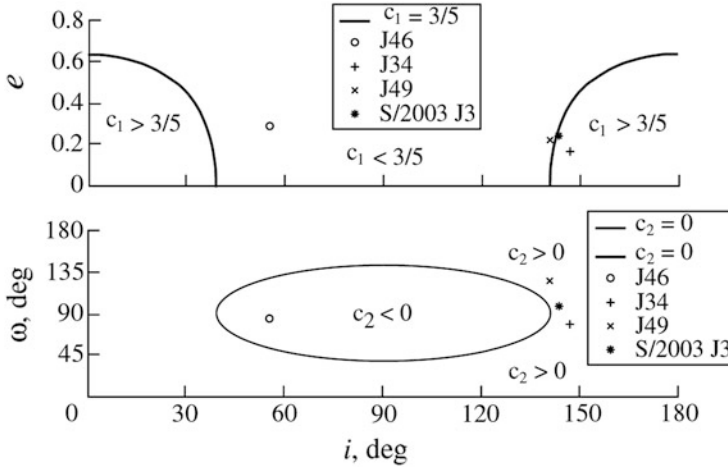 0.8
0.6
0.4
0.2
0
e
c₁ = 3/5
J46
J34
J49
S/2003 J3
c₁ > 3/5
c₁ < 3/5
c₁ > 3/5
180
135
90
45
ω, deg
c₂ > 0
c₂ < 0
c₂ > 0
c₂ = 0
c₂ = 0
J46
J34
J49
S/2003 J3
0 30 60 90 120 150 180
i, deg